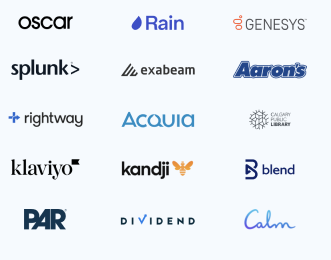 oscar
Rain
GENESYS
splunk>
exabeam
Aaron's
rightway
ACQUIA
CALGARY
PUBLIC
LIBRARY
klaviyo
kandji
blend
PAR
DIVIDEND
Calm